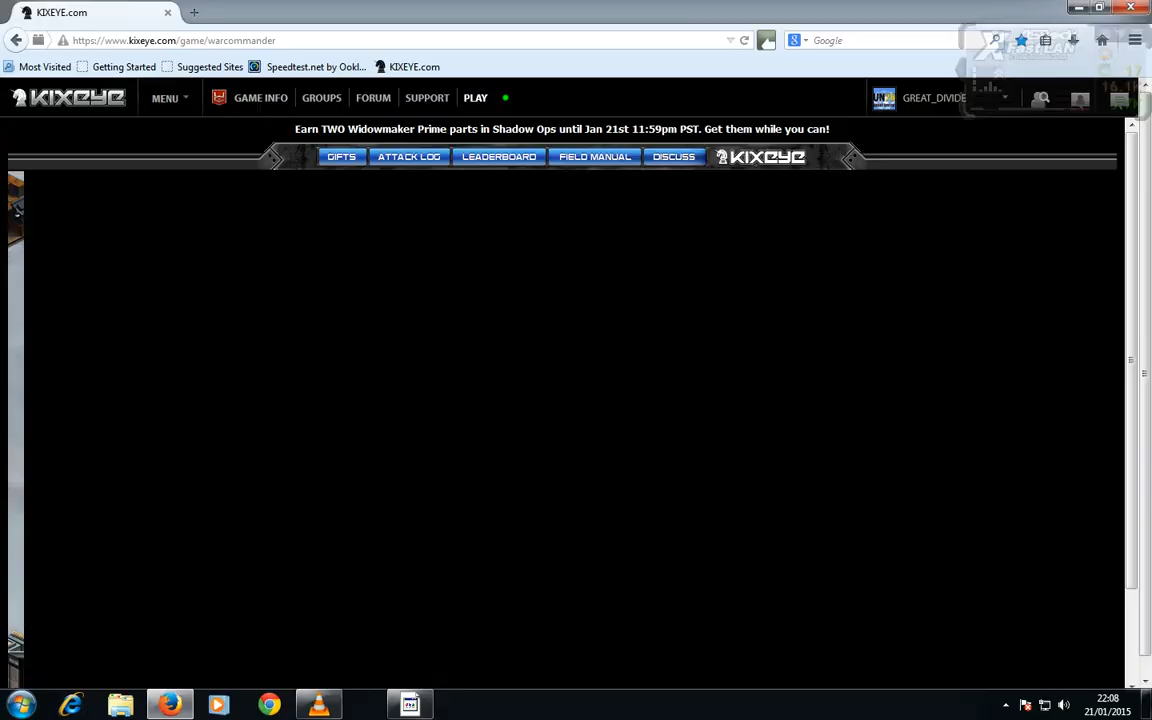 KIXEYE.com
https://www.kixeye.com/game/warcommander
Google
Most Visited Getting Started Suggested Sites Speedtest.net by Ookl... KIXEYE.com
KIXEYE MENU GAME INFO GROUPS FORUM SUPPORT PLAY GREAT_DIVIDE
Earn TWO Widowmaker Prime parts in Shadow Ops until Jan 21st 11:59pm PST. Get them while you can!
GIFTS ATTACK LOG LEADERBOARD FIELD MANUAL DISCUSS KIXEYE
22:08
21/01/2015